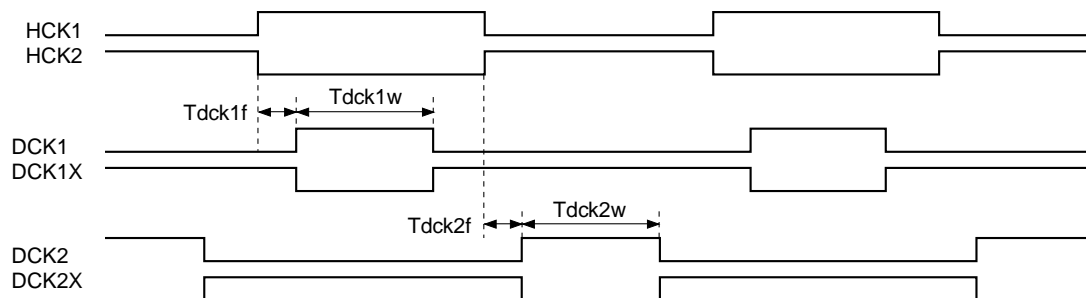 HCK1
HCK2
Tdck1f
Tdck1w
DCK1
DCK1X
Tdck2f
Tdck2w
DCK2
DCK2X